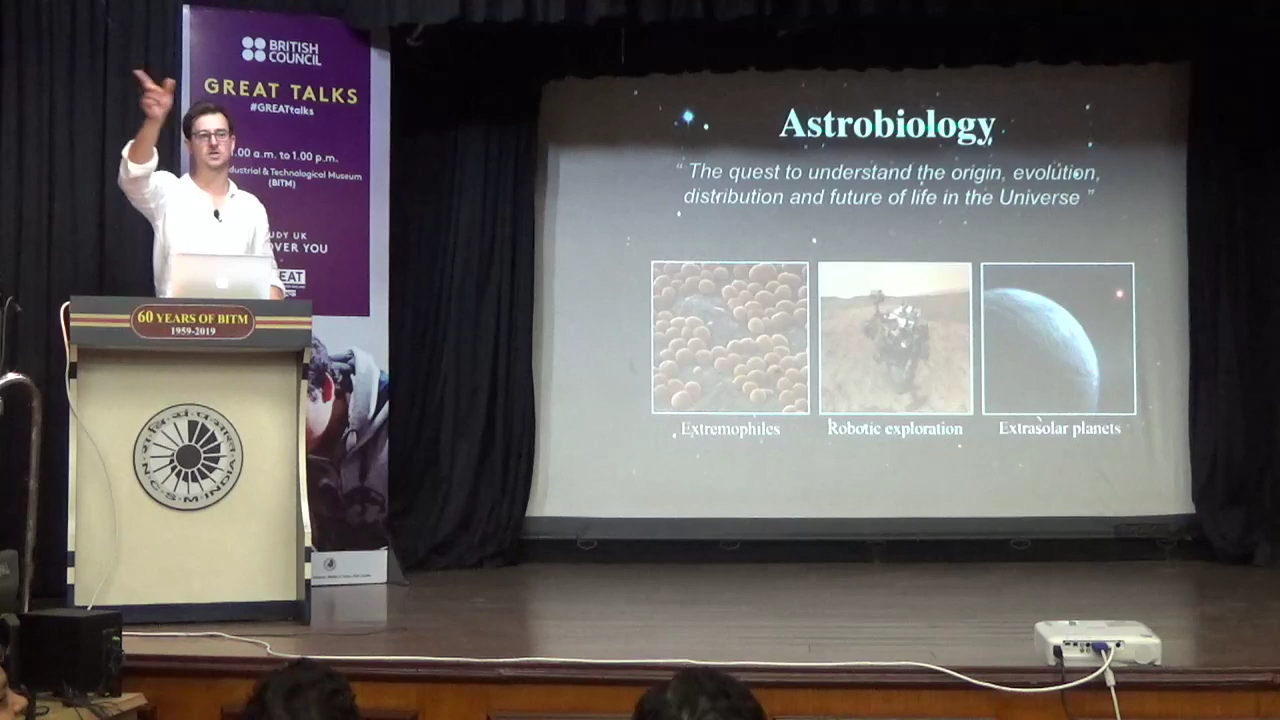 BRITISH
COUNCIL
GREAT TALKS
#GREATtalks
.00 a.m. to 1.00 p.m.
dustrial & Technological Museum
(BITM)
UDY UK
OVER YOU
EAT
60 YEARS OF BITM
1959-2019
N·C·S·M·INDIA
Astrobiology
“ The quest to understand the origin, evolution,
distribution and future of life in the Universe ”
Extremophiles
Robotic exploration
Extrasolar planets